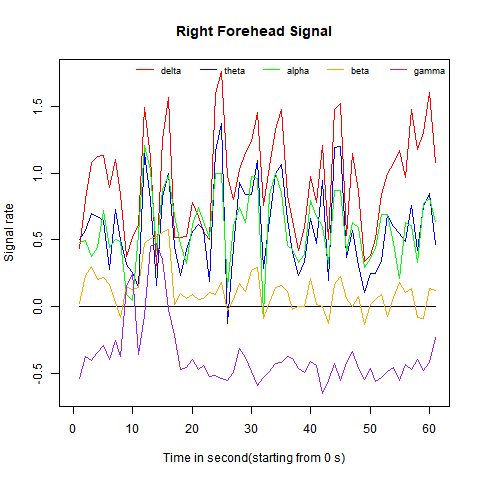 Right Forehead Signal
delta theta alpha beta gamma
Signal rate
1.5
1.0
0.5
0.0
-0.5
0 10 20 30 40 50 60
Time in second(starting from 0 s)